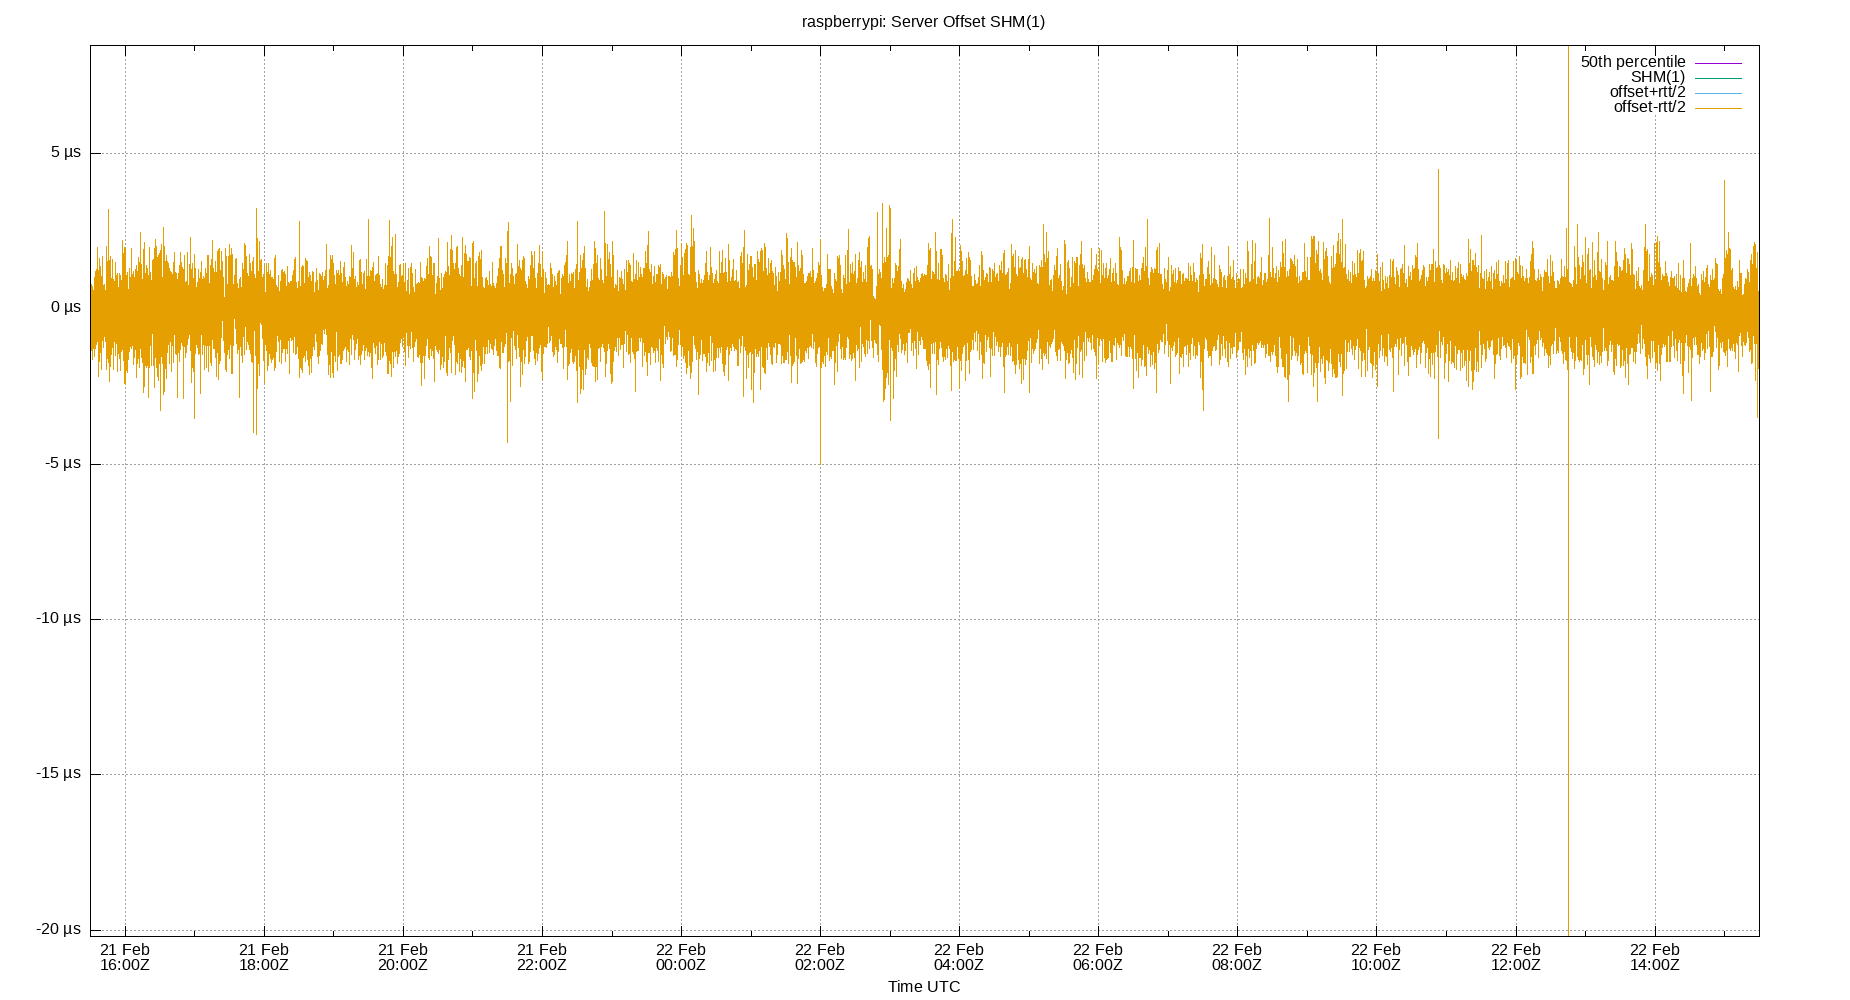 raspberrypi: Server Offset SHM(1)
50th percentile
SHM(1)
offset+rtt/2
offset-rtt/2
5 µs
0 µs
-5 µs
-10 µs
-15 µs
-20 µs
21 Feb 21 Feb 21 Feb 21 Feb 22 Feb 22 Feb 22 Feb 22 Feb 22 Feb 22 Feb 22 Feb 22 Feb
16:00Z 18:00Z 20:00Z 22:00Z 00:00Z 02:00Z 04:00Z 06:00Z 08:00Z 10:00Z 12:00Z 14:00Z
Time UTC